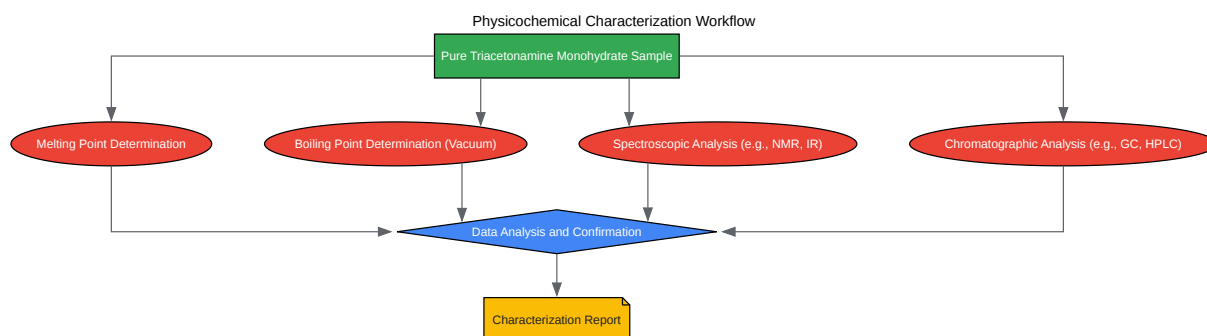 Physicochemical Characterization Workflow
Pure Triacetonamine Monohydrate Sample
Melting Point Determination
Boiling Point Determination (Vacuum)
Spectroscopic Analysis (e.g., NMR, IR)
Chromatographic Analysis (e.g., GC, HPLC)
Data Analysis and Confirmation
Characterization Report